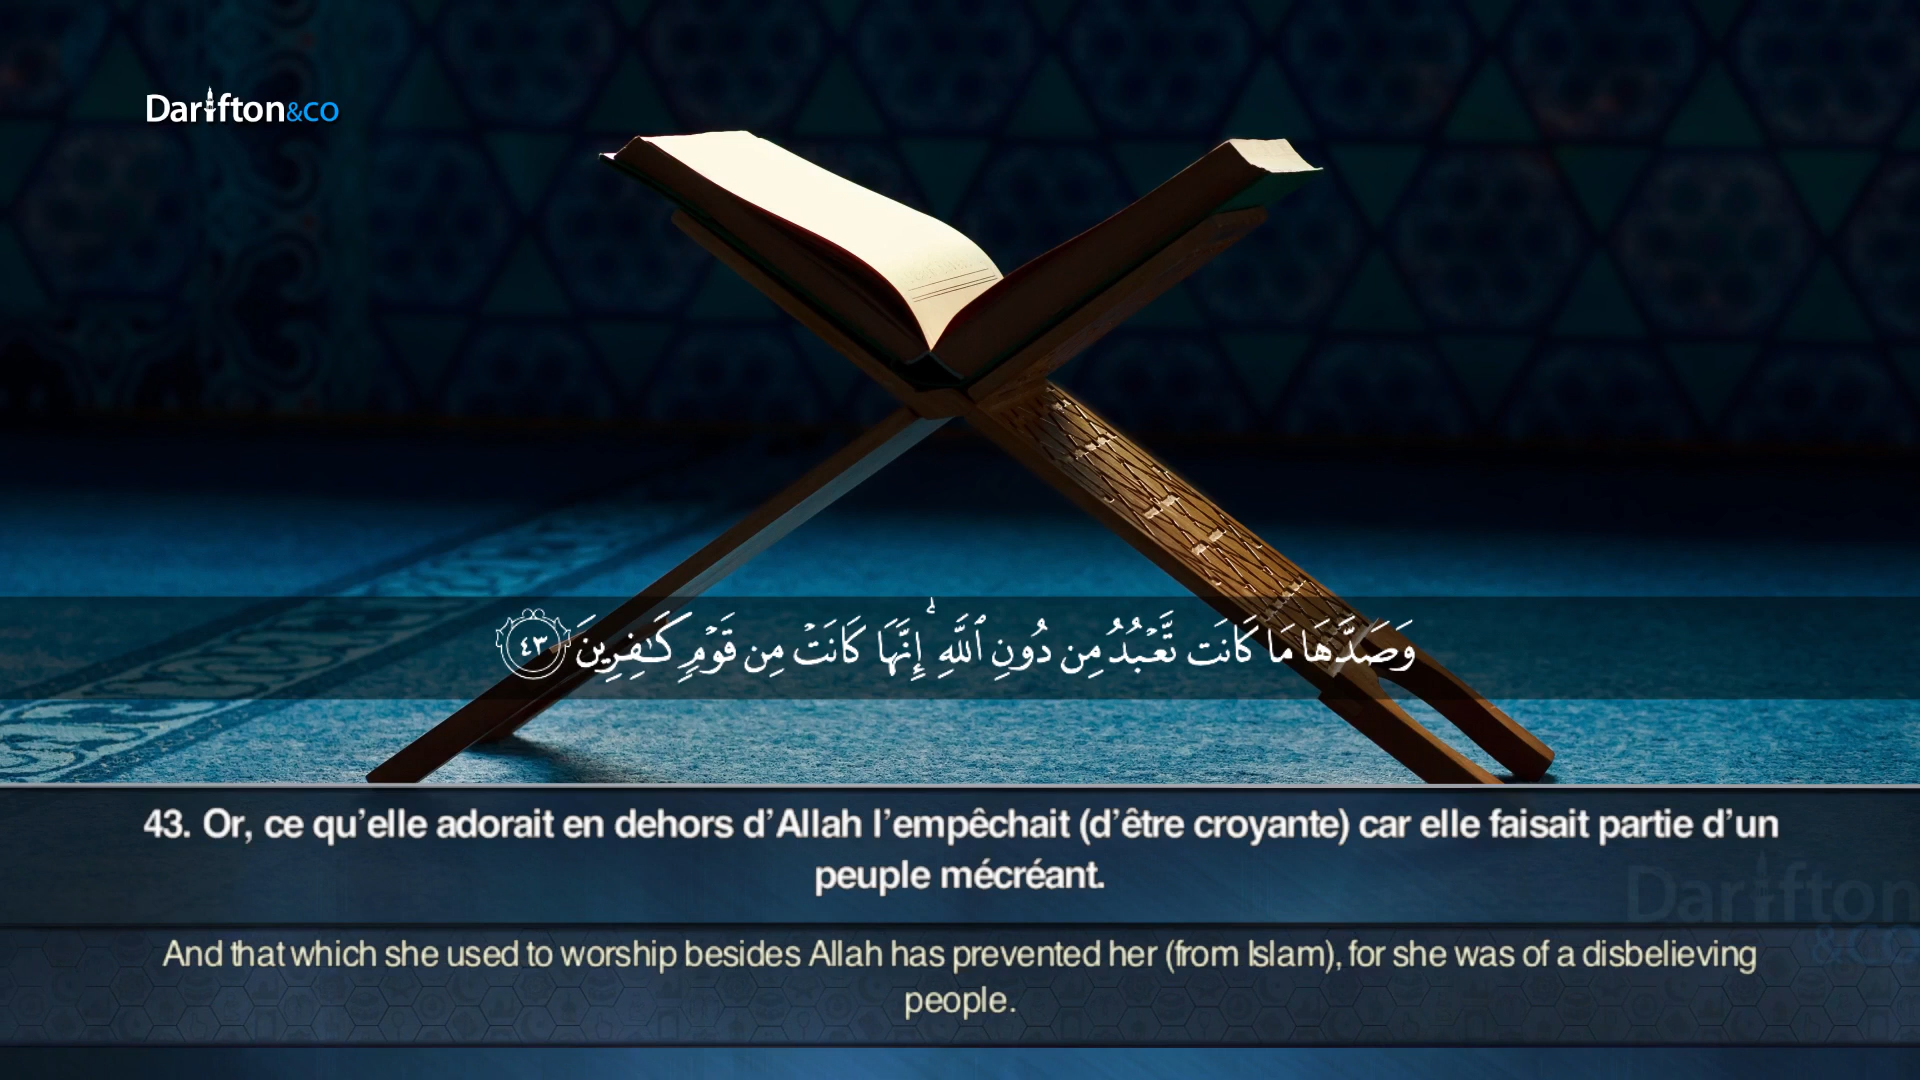 Darifton&CO
وَصَدَّهَا مَا كَانَت تَّعْبُدُ مِن دُونِ ٱللَّهِ ۖ إِنَّهَا كَانَتْ مِن قَوْمٍ كَـٰفِرِينَ ٤٣
43. Or, ce qu’elle adorait en dehors d’Allah l’empêchait (d’être croyante) car elle faisait partie d’un
peuple mécréant.
Darifton
&CO
And that which she used to worship besides Allah has prevented her (from Islam), for she was of a disbelieving
people.